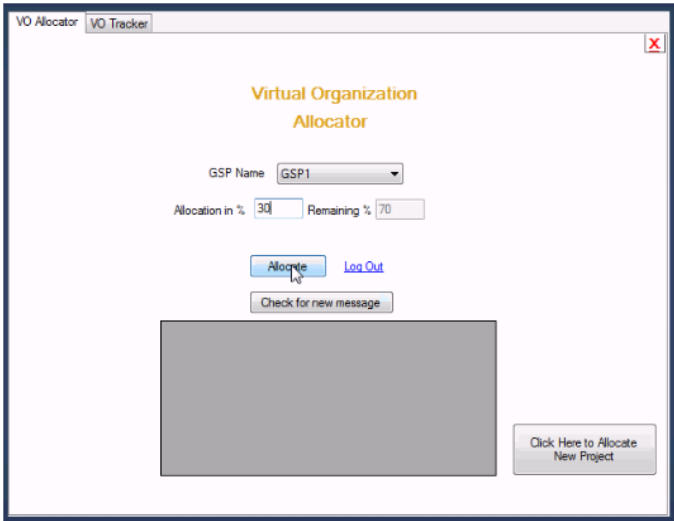 VO Allocator VO Tracker
X
Virtual Organization
Allocator
GSP Name GSP1
Allocation in % 30 Remaining % 70
Allocate Log Out
Check for new message
Click Here to Allocate
New Project